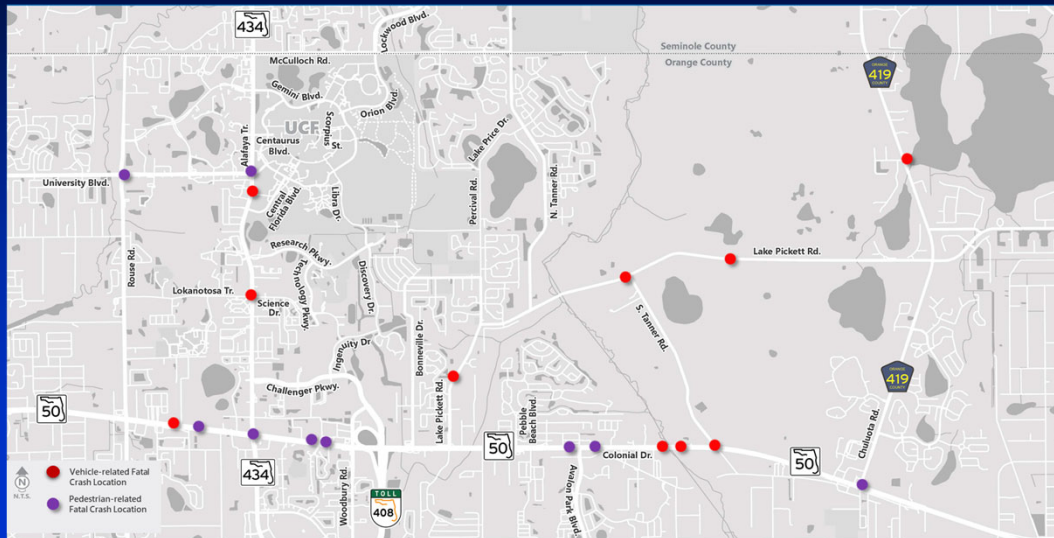 434
Lockwood Blvd.
McCulloch Rd.
Seminole County
Orange County
ORANGE
419
COUNTY
Gemini Blvd.
Orion Blvd.
UCF
Scorpius
St.
Alafaya Tr.
Centaurus
Blvd.
Lake Price Dr.
University Blvd.
Central
Florida Blvd.
Libra Dr.
Percival Rd.
N. Tanner Rd.
Rouse Rd.
Research Pkwy.
Technology Pkwy.
Discovery Dr.
Lake Pickett Rd.
Lokanotosa Tr.
Science
Dr.
S. Tanner Rd.
Ingenuity Dr
Bonneville Dr.
Challenger Pkwy.
Lake Pickett Rd.
ORANGE
419
COUNTY
50
Pebble
Beach Blvd.
Chuluota Rd.
50
Colonial Dr.
50
434
Woodbury Rd.
TOLL
408
Avalon Park Blvd.
N
N.T.S.
Vehicle-related Fatal
Crash Location
Pedestrian-related
Fatal Crash Location